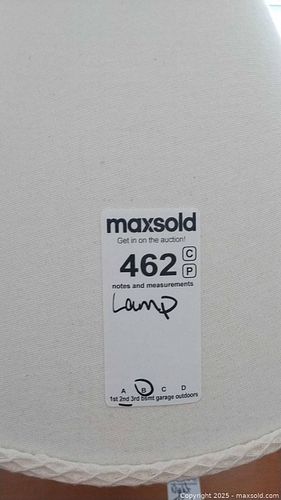 maxsold
Get in on the auction!
462 C
P
notes and measurements
Lamp
A B C D
1st 2nd 3rd bsmt garage outdoors
Copyright 2025 - maxsold.com